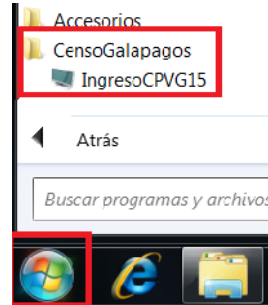 Accesorios
CensoGalapagos
IngresoCPVG15
Atrás
Buscar programas y archivos